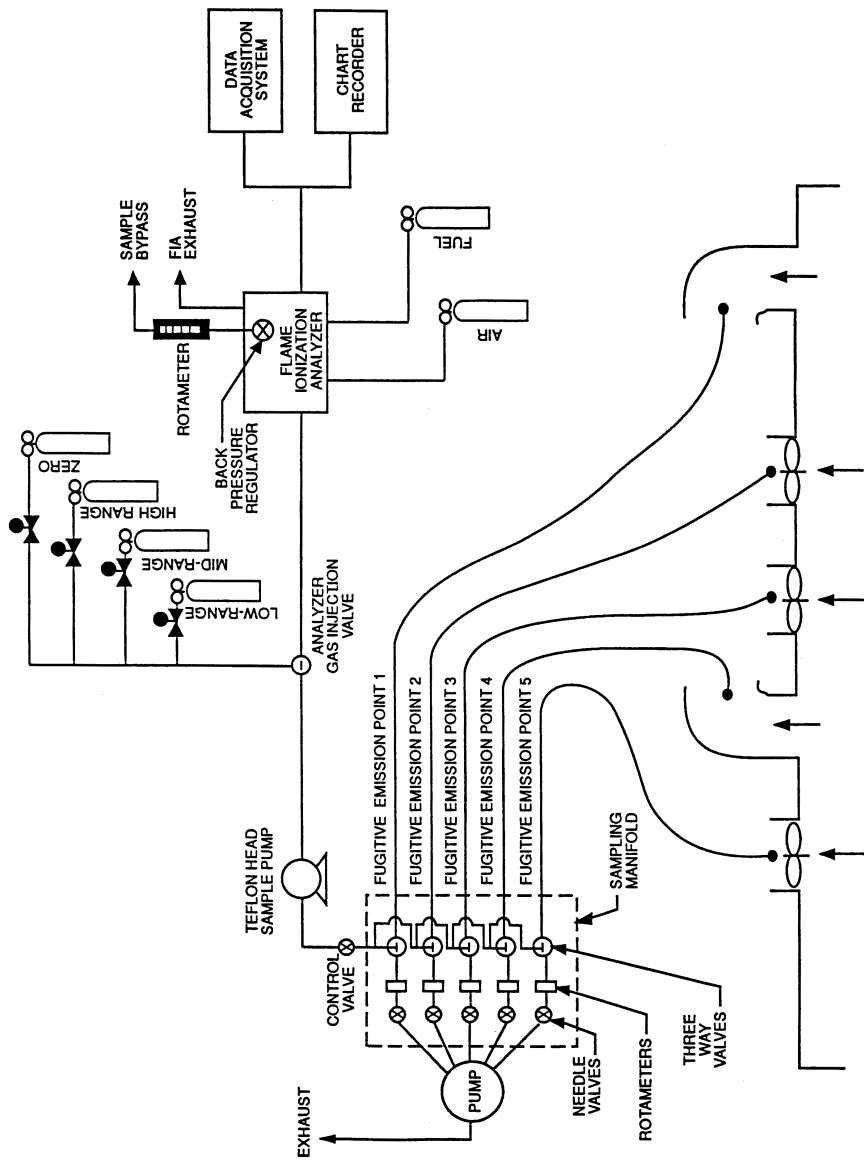 DATA
ACQUISITION
SYSTEM
CHART
RECORDER
SAMPLE
BYPASS
FIA
EXHAUST
ROTAMETER
FLAME
IONIZATION
ANALYZER
BACK
PRESSURE
REGULATOR
FUEL
AIR
ZERO
HIGH RANGE
MID-RANGE
LOW-RANGE
ANALYZER
GAS INJECTION
VALVE
TEFLON HEAD
SAMPLE PUMP
CONTROL
VALVE
FUGITIVE EMISSION POINT 1
FUGITIVE EMISSION POINT 2
FUGITIVE EMISSION POINT 3
FUGITIVE EMISSION POINT 4
FUGITIVE EMISSION POINT 5
SAMPLING
MANIFOLD
THREE
WAY
VALVES
ROTAMETERS
NEEDLE
VALVES
PUMP
EXHAUST